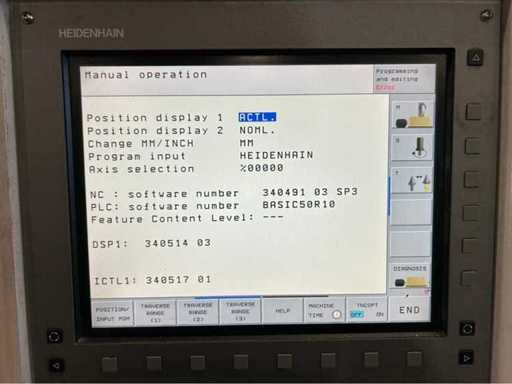 HEIDENHAIN
Manual operation
Programming
and editing
Error
Position display 1 ACTL.
Position display 2 NOML.
Change MM/INCH MM
Program input HEIDENHAIN
Axis selection %00000
NC : software number 340491 03 SP3
PLC: software number BASIC50R10
Feature Content Level: ---
DSP1: 340514 03
ICTL1: 340517 01
M
S
T
DIAGNOSIS
POSITION/
INPUT PGM
TRAVERSE
RANGE
(1)
TRAVERSE
RANGE
(2)
TRAVERSE
RANGE
(3)
HELP
MACHINE
TIME
TNCOPT
OFF ON
END